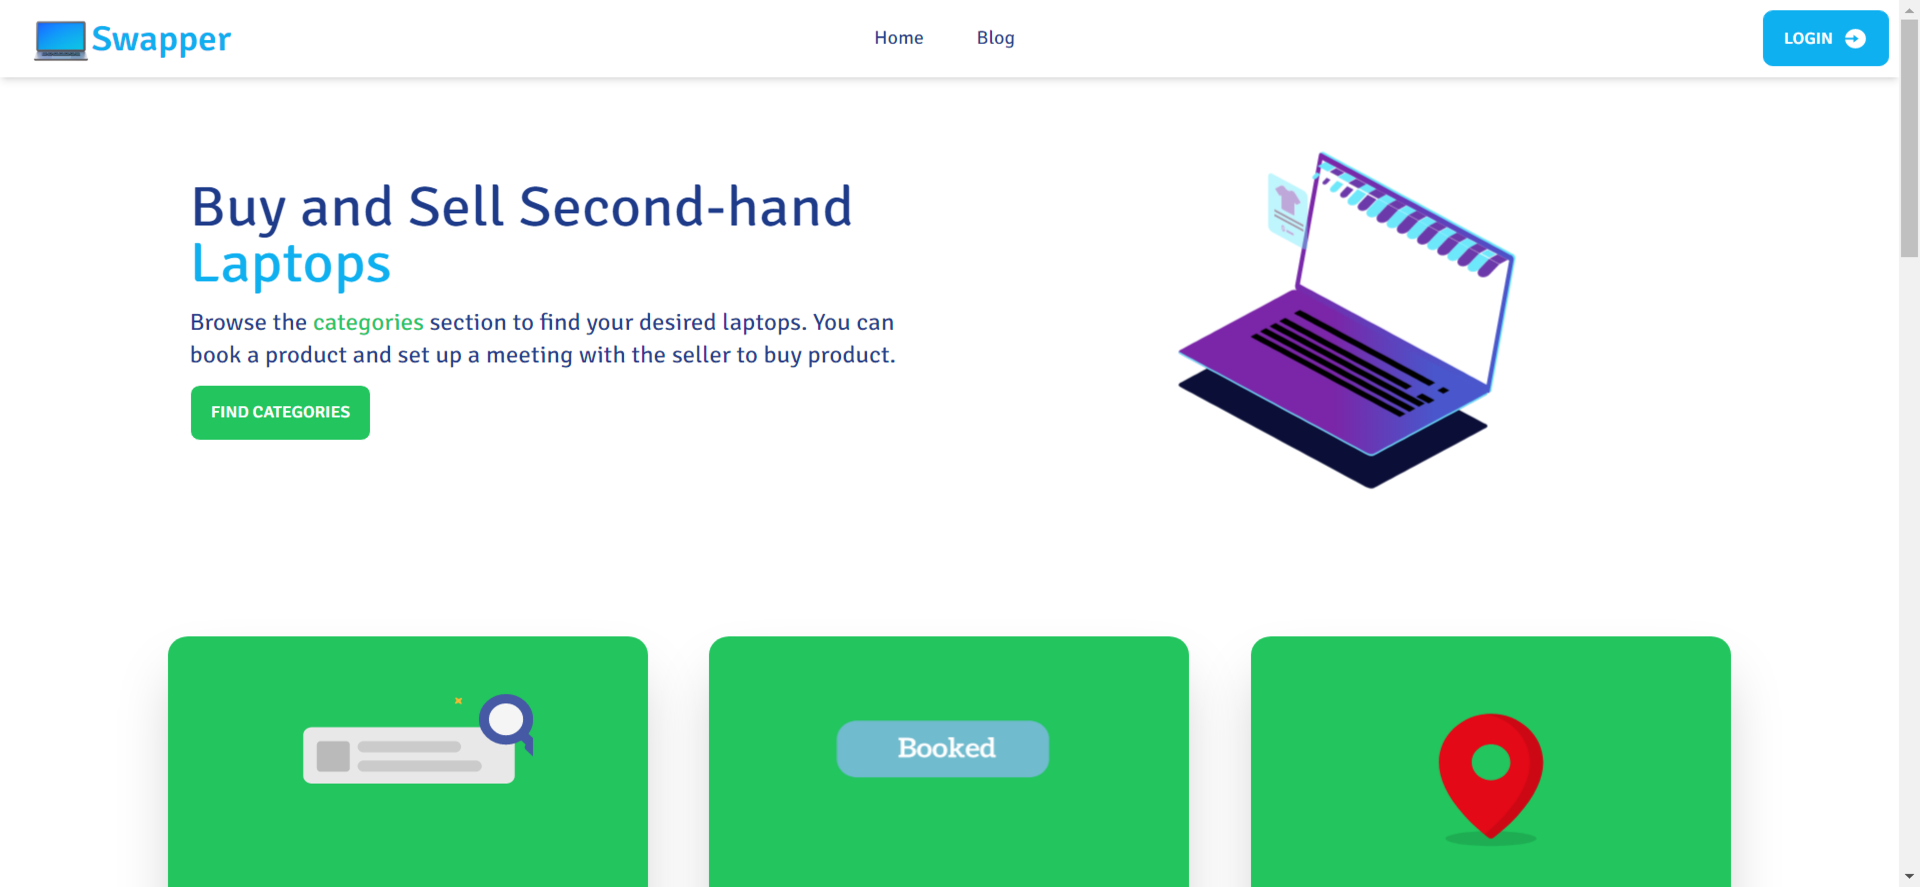 Swapper
Home
Blog
LOGIN
Buy and Sell Second-hand
Laptops
Browse the categories section to find your desired laptops. You can
book a product and set up a meeting with the seller to buy product.
FIND CATEGORIES
Booked